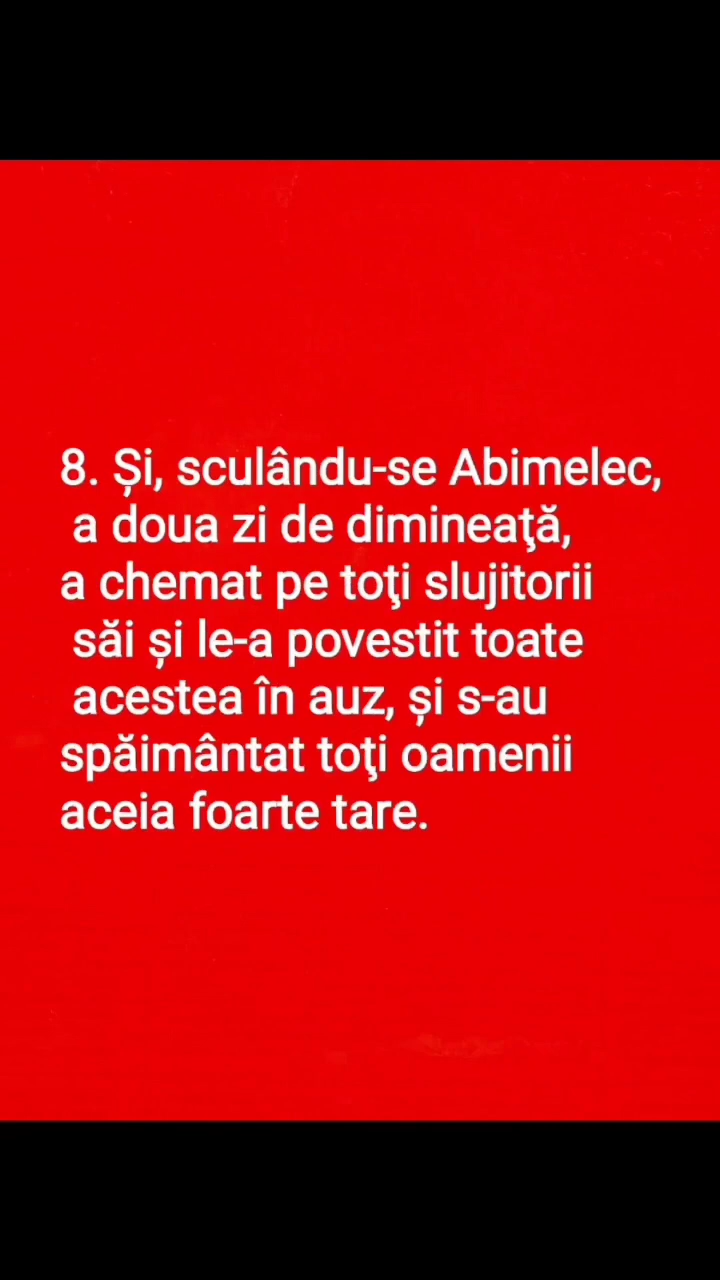 8. Și, sculându-se Abimelec,
a doua zi de dimineaţă,
a chemat pe toţi slujitorii
săi și le-a povestit toate
acestea în auz, și s-au
spăimântat toţi oamenii
aceia foarte tare.